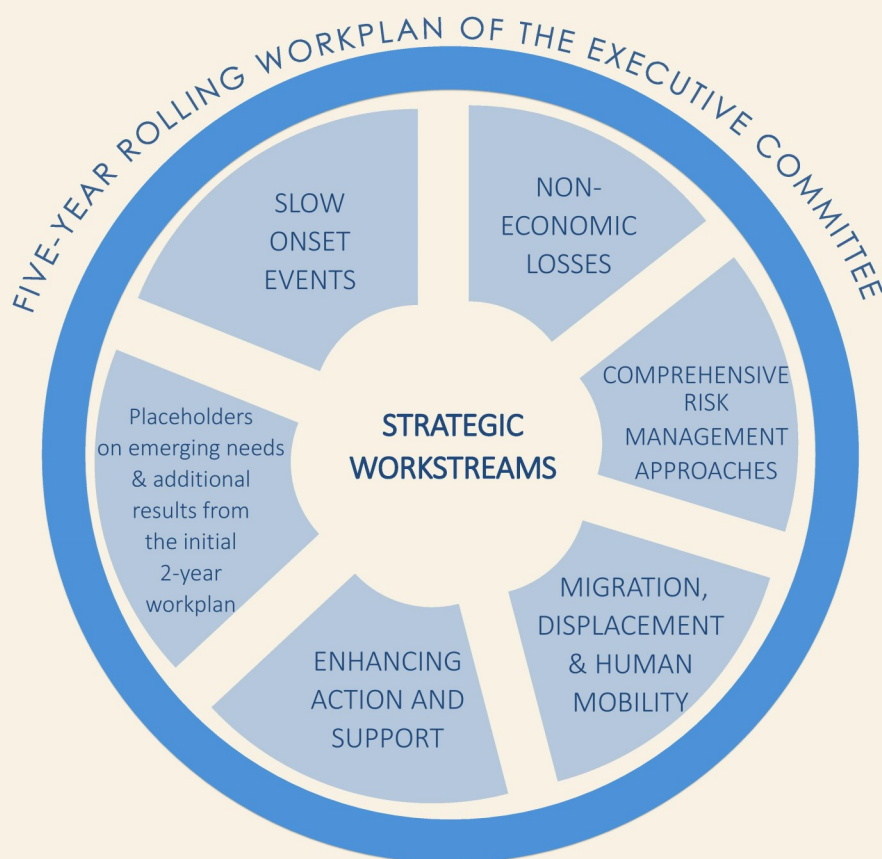 FIVE-YEAR ROLLING WORKPLAN OF THE EXECUTIVE COMMITTEE
SLOW
ONSET
EVENTS
NON-
ECONOMIC
LOSSES
COMPREHENSIVE
RISK
MANAGEMENT
APPROACHES
MIGRATION,
DISPLACEMENT
& HUMAN
MOBILITY
ENHANCING
ACTION AND
SUPPORT
Placeholders
on emerging needs
& additional
results from
the initial
2-year
workplan
STRATEGIC
WORKSTREAMS